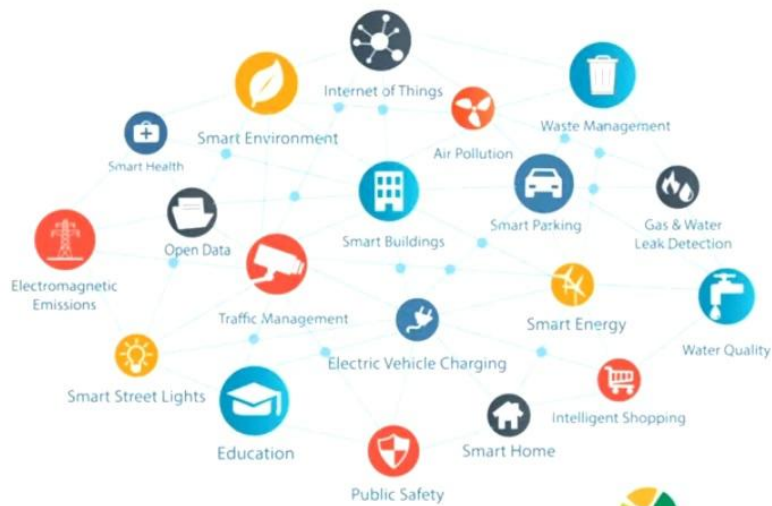 Internet of Things
Smart Environment
Waste Management
Air Pollution
Smart Health
Smart Buildings
Smart Parking
Gas & Water
Leak Detection
Open Data
Electromagnetic
Emissions
Traffic Management
Smart Energy
Water Quality
Electric Vehicle Charging
Smart Street Lights
Intelligent Shopping
Education
Smart Home
Public Safety